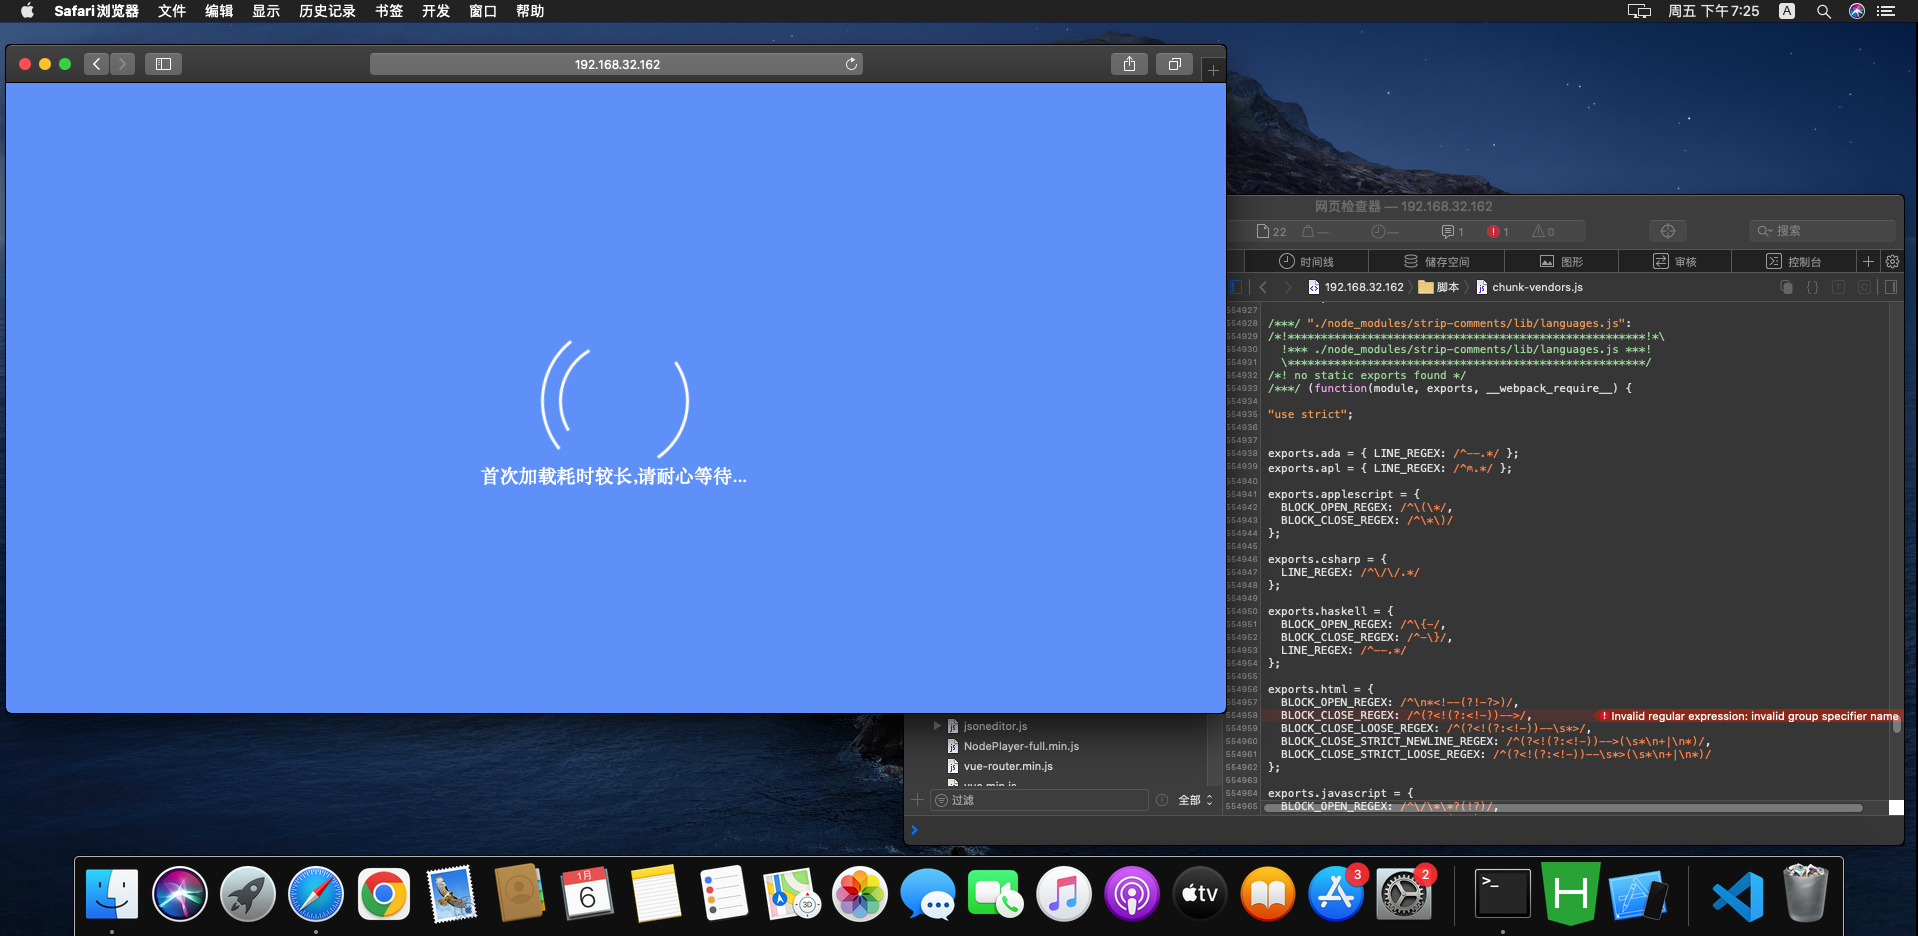 Safari浏览器 文件 编辑 显示 历史记录 书签 开发 窗口 帮助 周五 下午7:25 A
192.168.32.162
首次加载耗时较长,请耐心等待...
网页检查器 — 192.168.32.162
22 — — 1 1 0 搜索
时间线 储存空间 图形 审核 控制台
192.168.32.162 脚本 chunk-vendors.js
554927
554928 /***/ "./node_modules/strip-comments/lib/languages.js":
554929 /*!*******************************************************!*\
554930 !*** ./node_modules/strip-comments/lib/languages.js ***!
554931 \*******************************************************/
554932 /*! no static exports found */
554933 /***/ (function(module, exports, __webpack_require__) {
554934
554935 "use strict";
554936
554937
554938 exports.ada = { LINE_REGEX: /^--.*/ };
554939 exports.apl = { LINE_REGEX: /^⍝.*/ };
554940
554941 exports.applescript = {
554942 BLOCK_OPEN_REGEX: /^\(\*/,
554943 BLOCK_CLOSE_REGEX: /^\*\)/
554944 };
554945
554946 exports.csharp = {
554947 LINE_REGEX: /^\/\/.*/
554948 };
554949
554950 exports.haskell = {
554951 BLOCK_OPEN_REGEX: /^\{-/,
554952 BLOCK_CLOSE_REGEX: /^-\}/,
554953 LINE_REGEX: /^--.*/
554954 };
554955
554956 exports.html = {
554957 BLOCK_OPEN_REGEX: /^\n*<!--(?!-?>)/,
554958 BLOCK_CLOSE_REGEX: /^(?<!(?:<!-))-->/, Invalid regular expression: invalid group specifier name
554959 BLOCK_CLOSE_LOOSE_REGEX: /^(?<!(?:<!-))--\s*>/,
554960 BLOCK_CLOSE_STRICT_NEWLINE_REGEX: /^(?<!(?:<!-))-->(\s*\n+|\n*)/,
554961 BLOCK_CLOSE_STRICT_LOOSE_REGEX: /^(?<!(?:<!-))--\s*>(\s*\n+|\n*)/
554962 };
554963
554964 exports.javascript = {
554965 BLOCK_OPEN_REGEX: /^\/\*\*?(!?)/,
jsoneditor.js
NodePlayer-full.min.js
vue-router.min.js
vue.min.js
过滤 全部
1月
6
3D
tv
3
2
>_
H